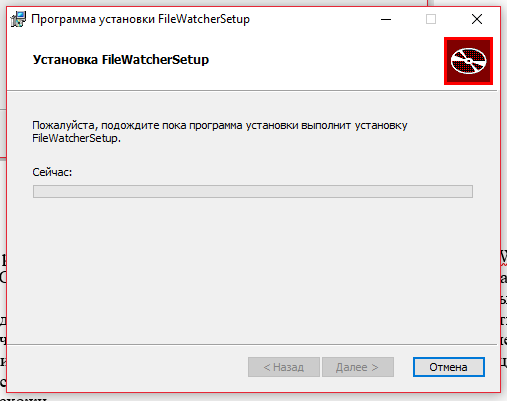 Программа установки FileWatcherSetup
Установка FileWatcherSetup
Пожалуйста, подождите пока программа установки выполнит установку
FileWatcherSetup.
Сейчас:
< Назад
Далее >
Отмена